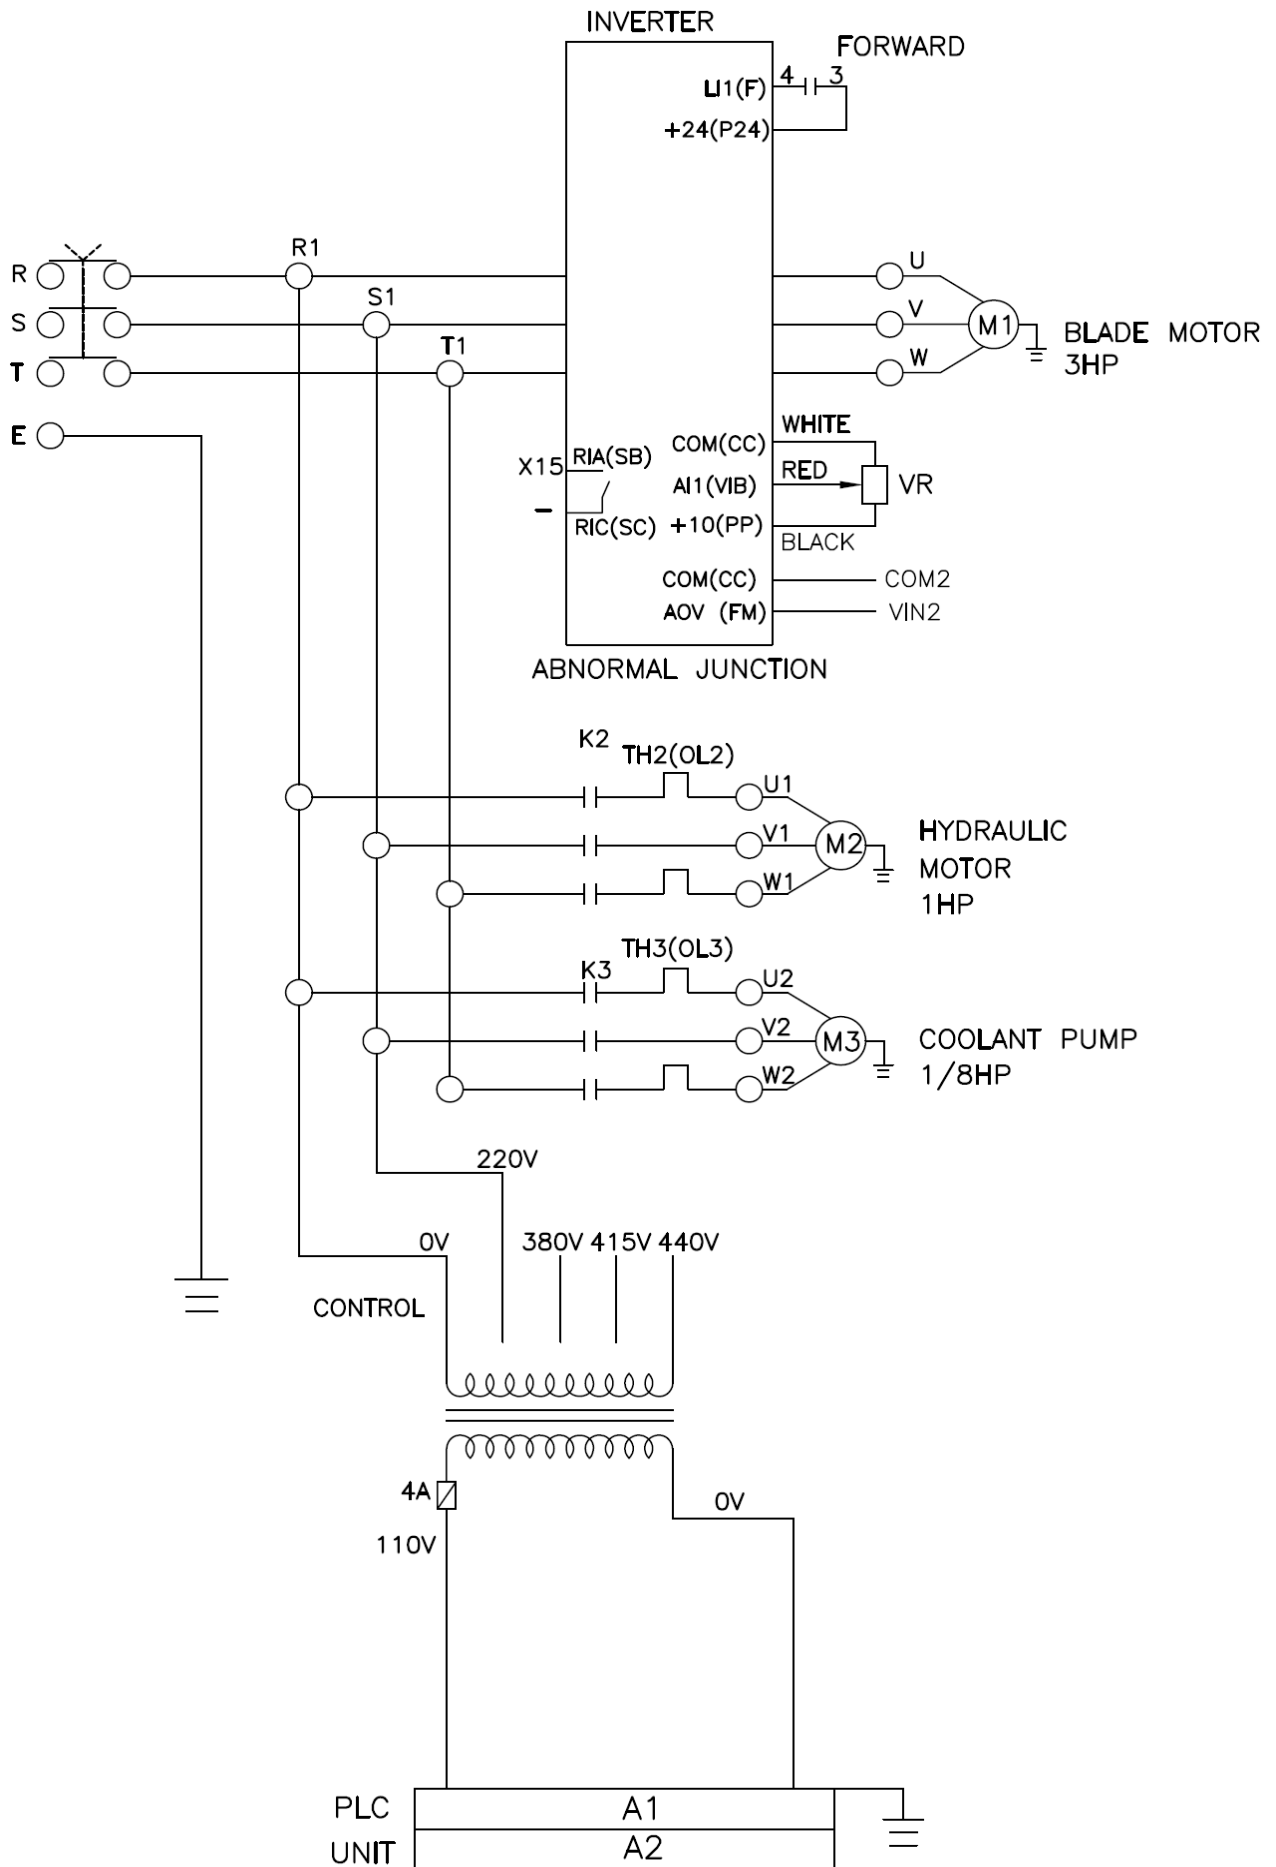 INVERTER
FORWARD
LI1(F)
4
3
+24(P24)
R
R1
U
S
S1
V
M1
BLADE MOTOR
3HP
T
T1
W
E
WHITE
COM(CC)
X15
RIA(SB)
RED
AI1(VIB)
VR
–
RIC(SC)
+10(PP)
BLACK
COM(CC)
COM2
AOV (FM)
VIN2
ABNORMAL JUNCTION
K2
TH2(OL2)
U1
V1
M2
W1
HYDRAULIC
MOTOR
1HP
TH3(OL3)
K3
U2
V2
M3
W2
COOLANT PUMP
1/8HP
220V
0V
380V
415V
440V
CONTROL
4A
0V
110V
PLC
A1
UNIT
A2